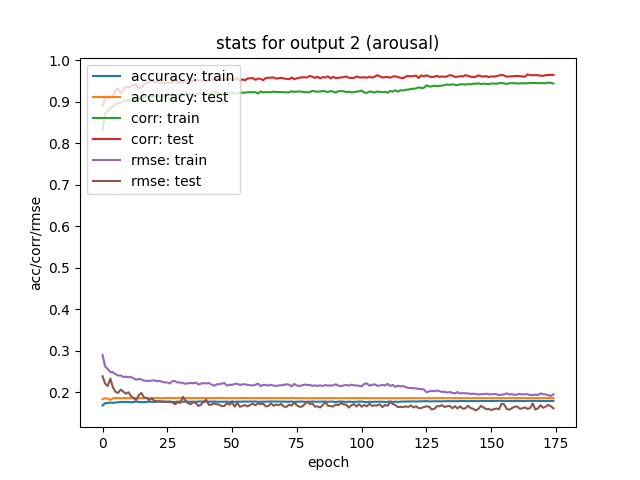 stats for output 2 (arousal)
1.0
0.9
0.8
0.7
0.6
0.5
0.4
0.3
0.2
acc/corr/rmse
accuracy: train
accuracy: test
corr: train
corr: test
rmse: train
rmse: test
0 25 50 75 100 125 150 175
epoch